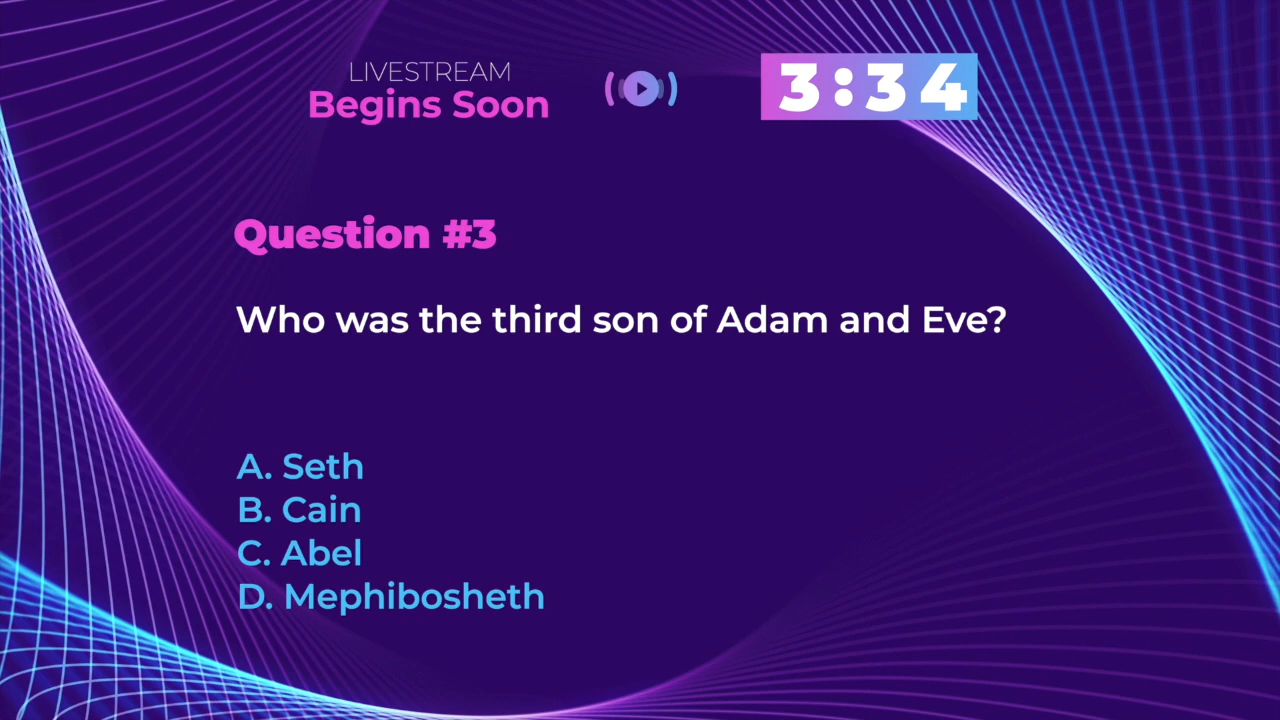 LIVESTREAM
Begins Soon
3:34
Question #3
Who was the third son of Adam and Eve?
A. Seth
B. Cain
C. Abel
D. Mephibosheth